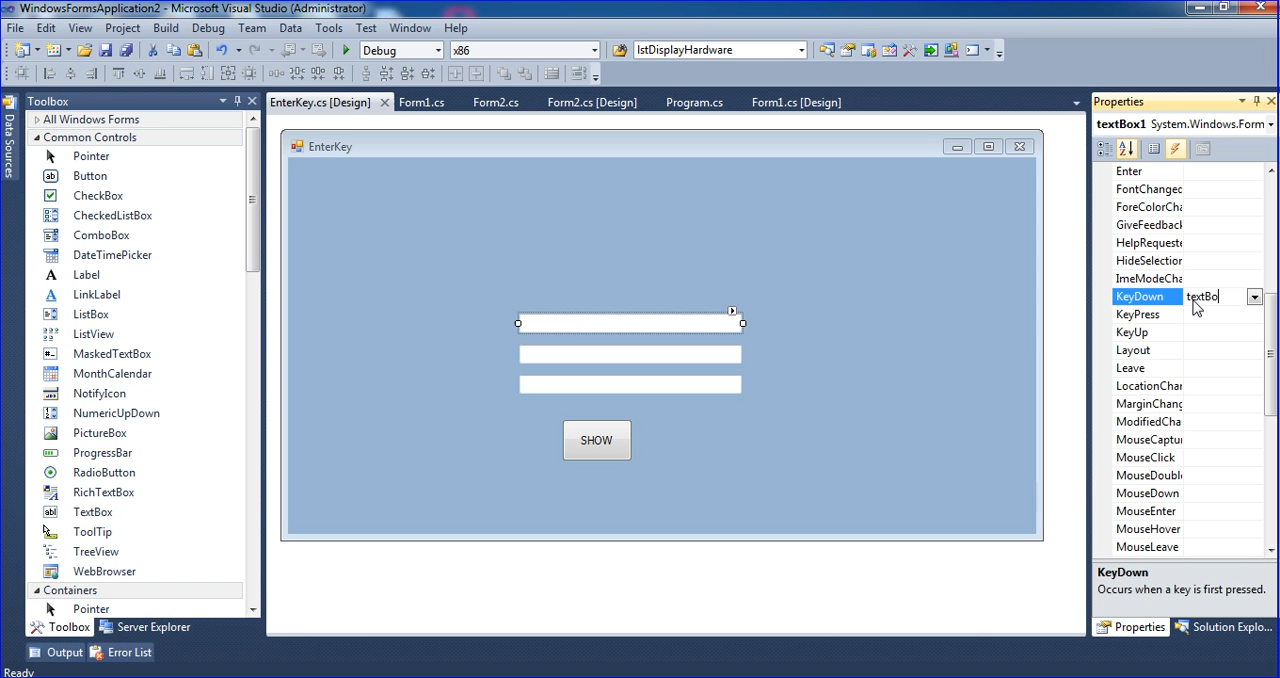 WindowsFormsApplication2 - Microsoft Visual Studio (Administrator)
File Edit View Project Build Debug Team Data Tools Test Window Help
Debug x86 lstDisplayHardware
Data Sources
Toolbox
All Windows Forms
Common Controls
Pointer
Button
CheckBox
CheckedListBox
ComboBox
DateTimePicker
Label
LinkLabel
ListBox
ListView
MaskedTextBox
MonthCalendar
NotifyIcon
NumericUpDown
PictureBox
ProgressBar
RadioButton
RichTextBox
TextBox
ToolTip
TreeView
WebBrowser
Containers
Pointer
Toolbox Server Explorer
Output Error List
Ready
EnterKey.cs [Design] Form1.cs Form2.cs Form2.cs [Design] Program.cs Form1.cs [Design]
EnterKey
SHOW
Properties
textBox1 System.Windows.Form
Enter
FontChanged
ForeColorCha
GiveFeedback
HelpRequeste
HideSelection
ImeModeCha
KeyDown textBo
KeyPress
KeyUp
Layout
Leave
LocationChan
MarginChang
ModifiedCha
MouseCaptu
MouseClick
MouseDouble
MouseDown
MouseEnter
MouseHover
MouseLeave
KeyDown
Occurs when a key is first pressed.
Properties Solution Explo...